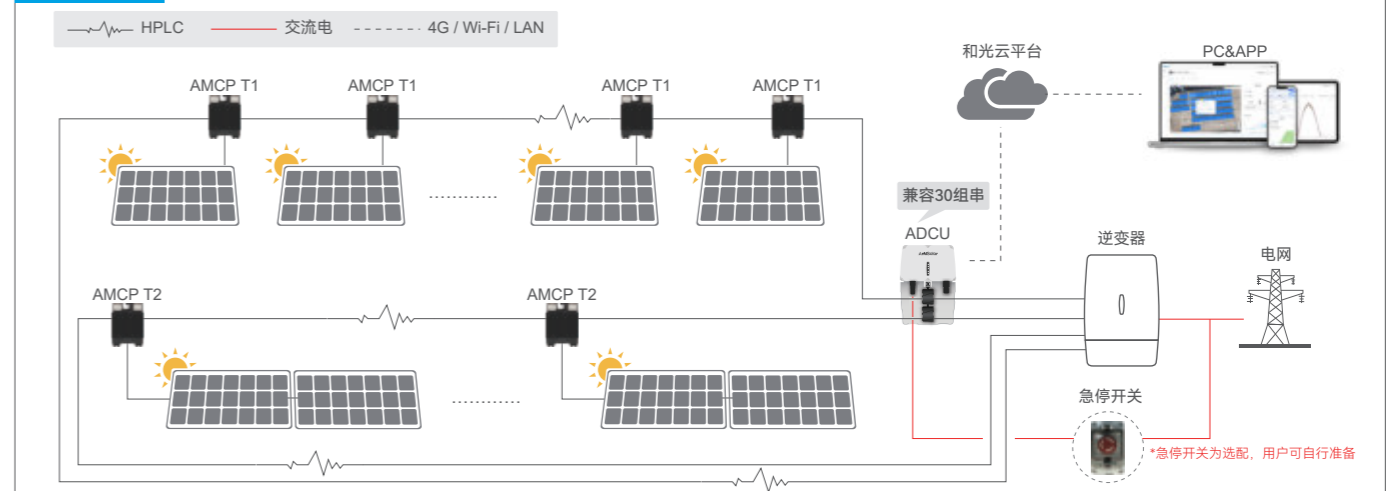 HPLC 交流电 4G / Wi-Fi / LAN
和光云平台 PC&APP
AMCP T1 AMCP T1 AMCP T1 AMCP T1
兼容30组串
ADCU 逆变器
电网
AMCP T2 AMCP T2
急停开关
*急停开关为选配，用户可自行准备